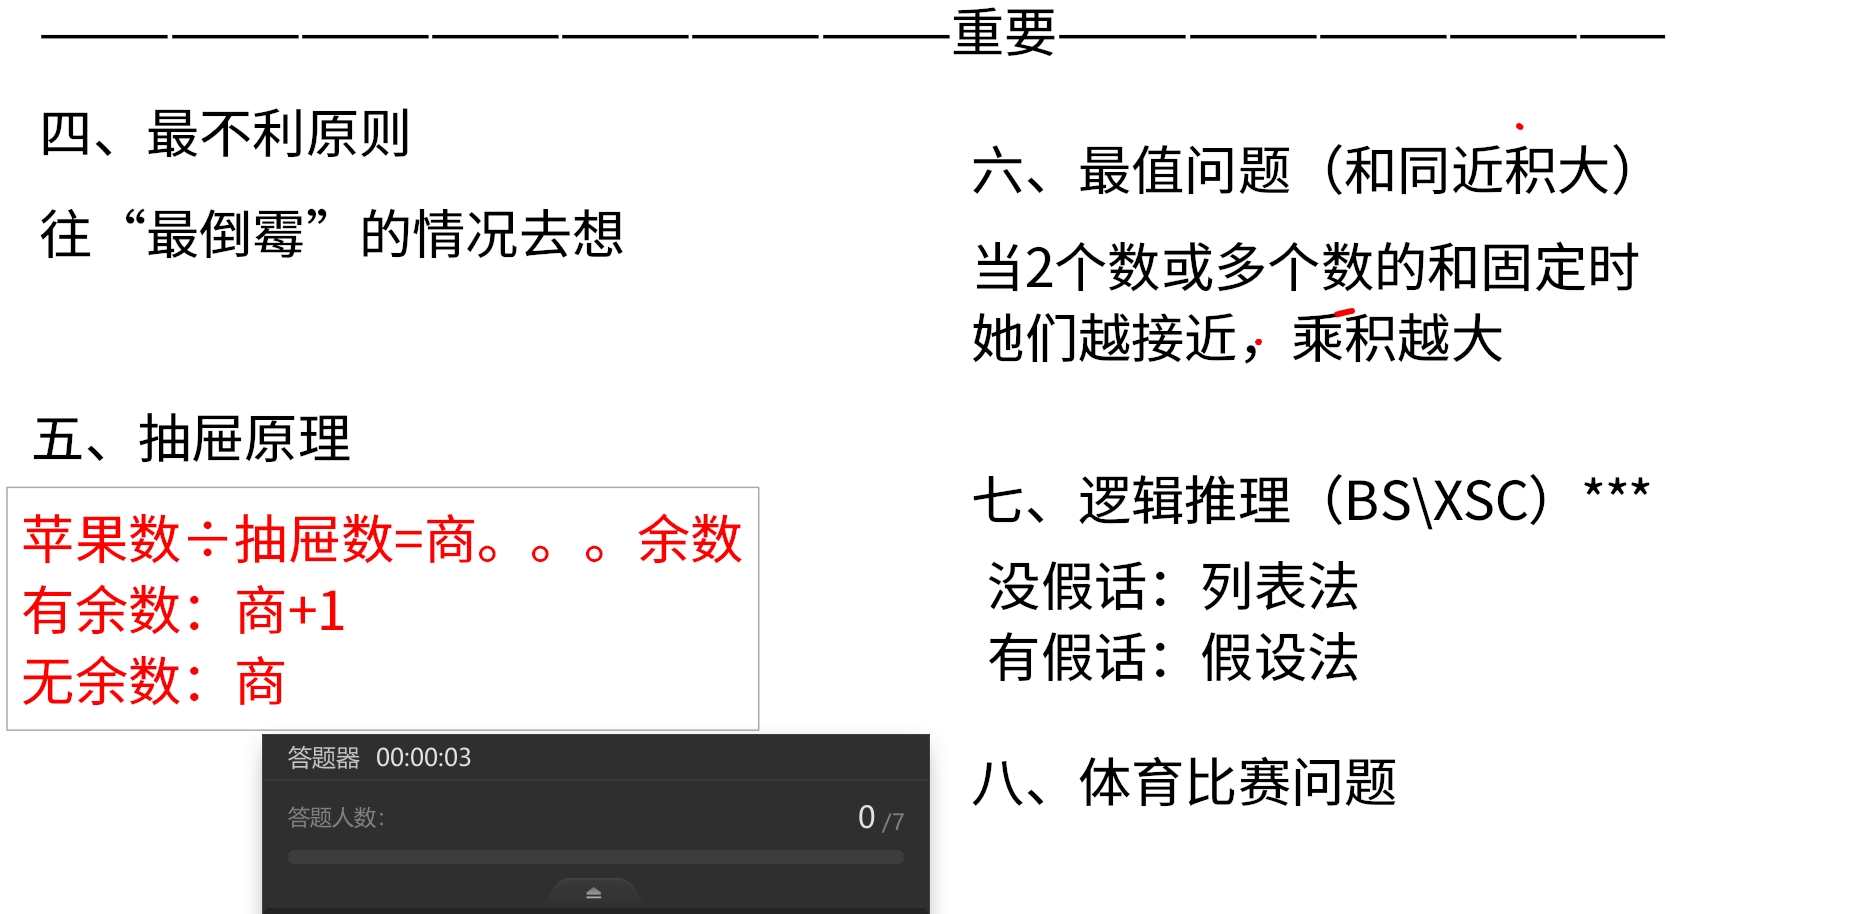 ———————重要—————
四、最不利原则
往“最倒霉”的情况去想
五、抽屉原理
苹果数÷抽屉数=商。。。余数
有余数：商+1
无余数：商
答题器 00:00:03
答题人数：
0 /7
六、最值问题（和同近积大）
当2个数或多个数的和固定时
她们越接近，乘积越大
七、逻辑推理（BS\XSC）***
没假话：列表法
有假话：假设法
八、体育比赛问题